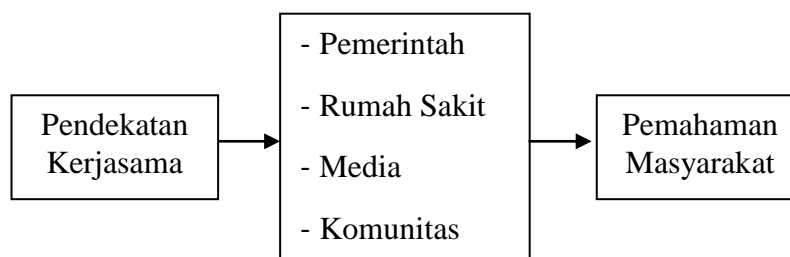 Pendekatan
Kerjasama
- Pemerintah
- Rumah Sakit
- Media
- Komunitas
Pemahaman
Masyarakat